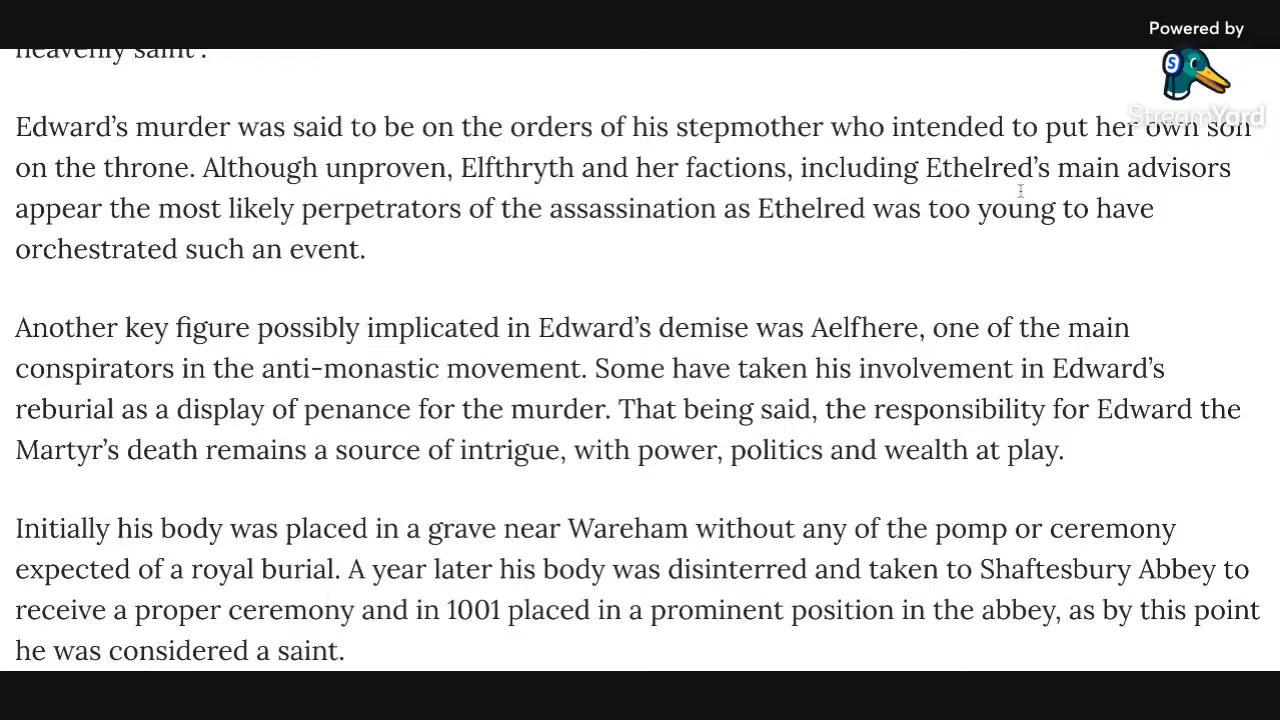 Powered by
StreamYard
heavenly saint'.
Edward's murder was said to be on the orders of his stepmother who intended to put her own son
on the throne. Although unproven, Elfthryth and her factions, including Ethelred's main advisors
appear the most likely perpetrators of the assassination as Ethelred was too young to have
orchestrated such an event.
Another key figure possibly implicated in Edward's demise was Aelfhere, one of the main
conspirators in the anti-monastic movement. Some have taken his involvement in Edward's
reburial as a display of penance for the murder. That being said, the responsibility for Edward the
Martyr's death remains a source of intrigue, with power, politics and wealth at play.
Initially his body was placed in a grave near Wareham without any of the pomp or ceremony
expected of a royal burial. A year later his body was disinterred and taken to Shaftesbury Abbey to
receive a proper ceremony and in 1001 placed in a prominent position in the abbey, as by this point
he was considered a saint.